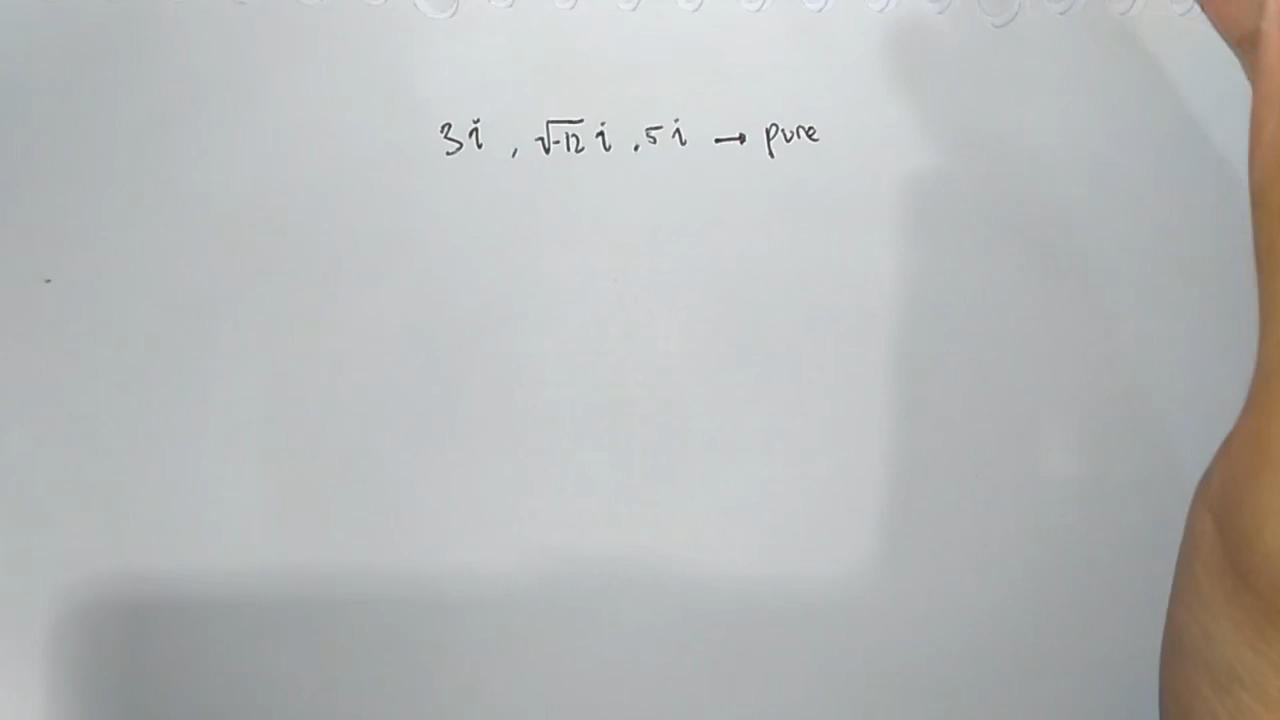 3i , √-12 i , 5i → pure